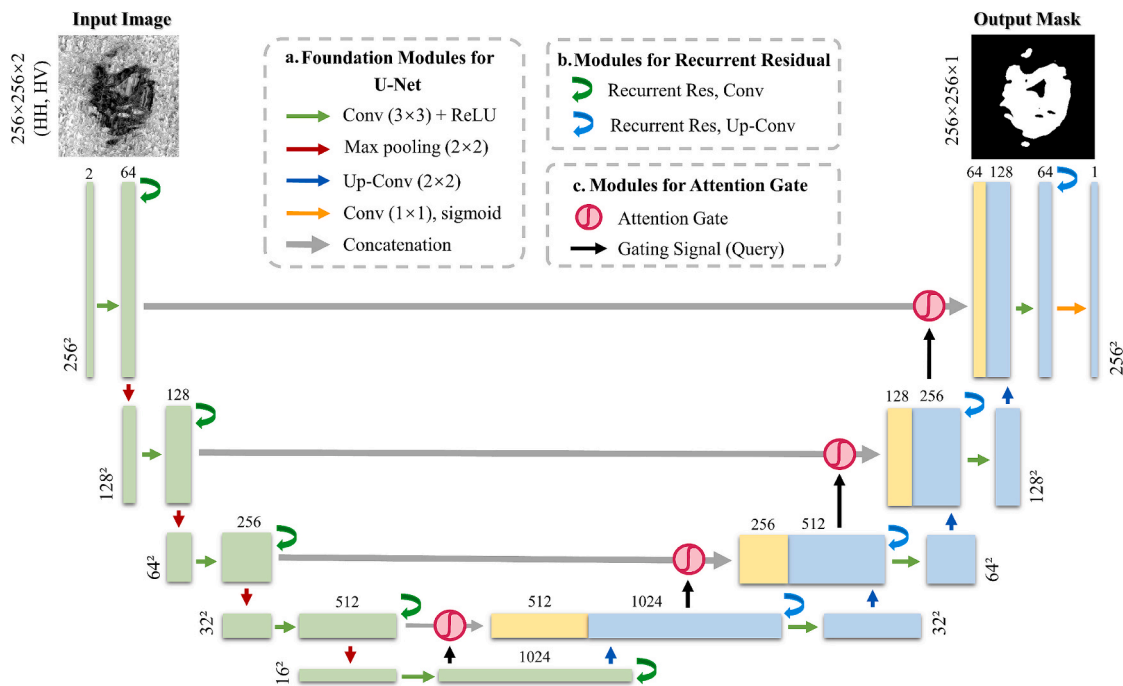 Input Image
Output Mask
256×256×2
(HH, HV)
a. Foundation Modules for
U-Net
Conv (3×3) + ReLU
Max pooling (2×2)
Up-Conv (2×2)
Conv (1×1), sigmoid
Concatenation
b. Modules for Recurrent Residual
Recurrent Res, Conv
Recurrent Res, Up-Conv
c. Modules for Attention Gate
Attention Gate
Gating Signal (Query)
256×256×1
2
64
64
128
64
1
256²
256²
128
128
256
128²
128²
256
256
512
64²
64²
512
512
1024
32²
32²
1024
16²